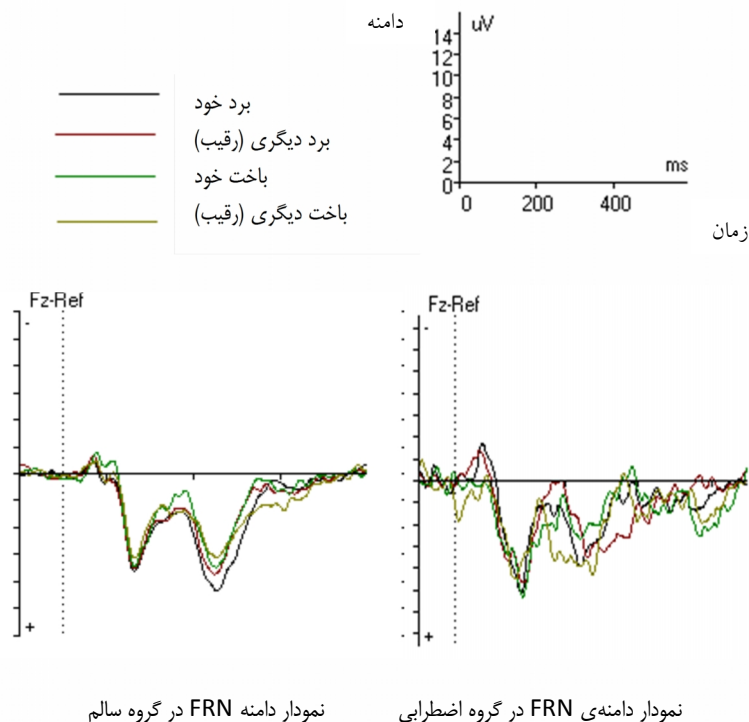 دامنه
uV
14
12
10
8
6
4
2
0
ms
0 200 400
زمان
برد خود
برد دیگری (رقیب)
باخت خود
باخت دیگری (رقیب)
Fz-Ref
-
+
Fz-Ref
-
+
نمودار دامنه FRN در گروه سالم
نمودار دامنه‌ی FRN در گروه اضطرابی